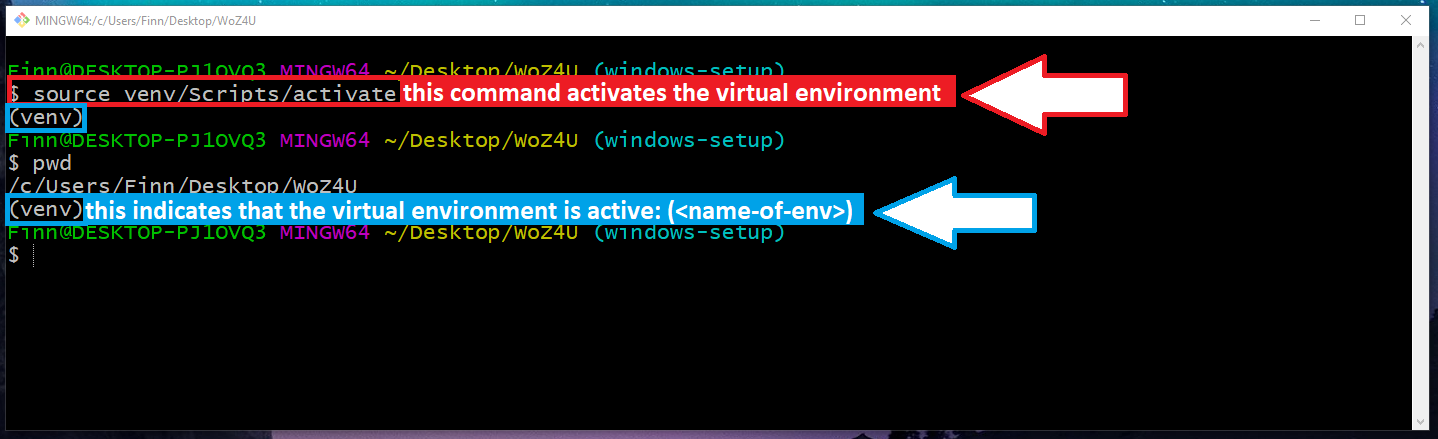 MINGW64:/c/Users/Finn/Desktop/WoZ4U
Finn@DESKTOP-PJ1OVQ3 MINGW64 ~/Desktop/WoZ4U (windows-setup)
$ source venv/Scripts/activate this command activates the virtual environment
(venv)
Finn@DESKTOP-PJ1OVQ3 MINGW64 ~/Desktop/WoZ4U (windows-setup)
$ pwd
/c/Users/Finn/Desktop/WoZ4U
(venv) this indicates that the virtual environment is active: (<name-of-env>)
Finn@DESKTOP-PJ1OVQ3 MINGW64 ~/Desktop/WoZ4U (windows-setup)
$